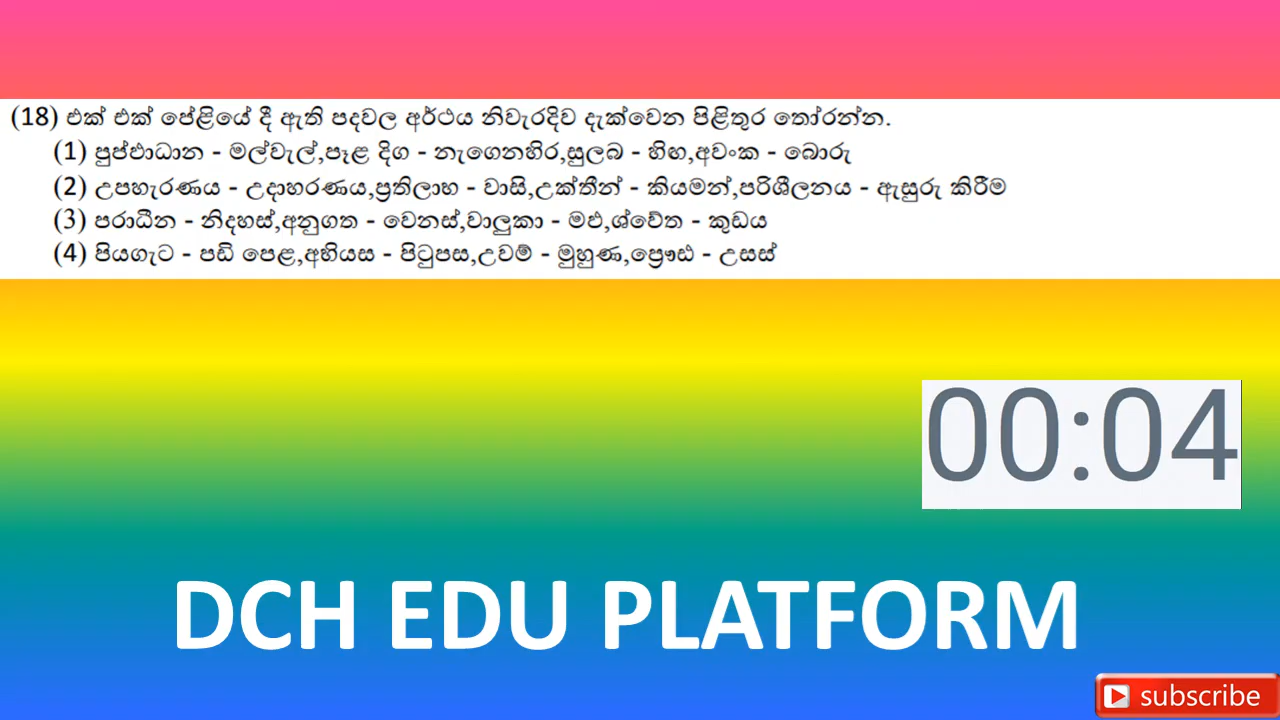 (18) එක් එක් පේළියේ දී ඇති පදවල අර්ථය නිවැරදිව දැක්වෙන පිළිතුර තෝරන්න.
(1) පුප්ඵාධාන - මල්වැල්,පෑළ දිග - නැගෙනහිර,සුලබ - හිඟ,අවංක - බොරු
(2) උපහැරණය - උදාහරණය,ප්‍රතිලාභ - වාසි,උක්තීන් - කියමන්,පරිශීලනය - ඇසුරු කිරීම
(3) පරාධීන - නිදහස්,අනුගත - වෙනස්,වාලුකා - මඵ,ශ්වේත - කුඩය
(4) පියගැට - පඩි පෙළ,අභියස - පිටුපස,උවම් - මුහුණ,ප්‍රෞඪ - උසස්
00:04
DCH EDU PLATFORM
subscribe